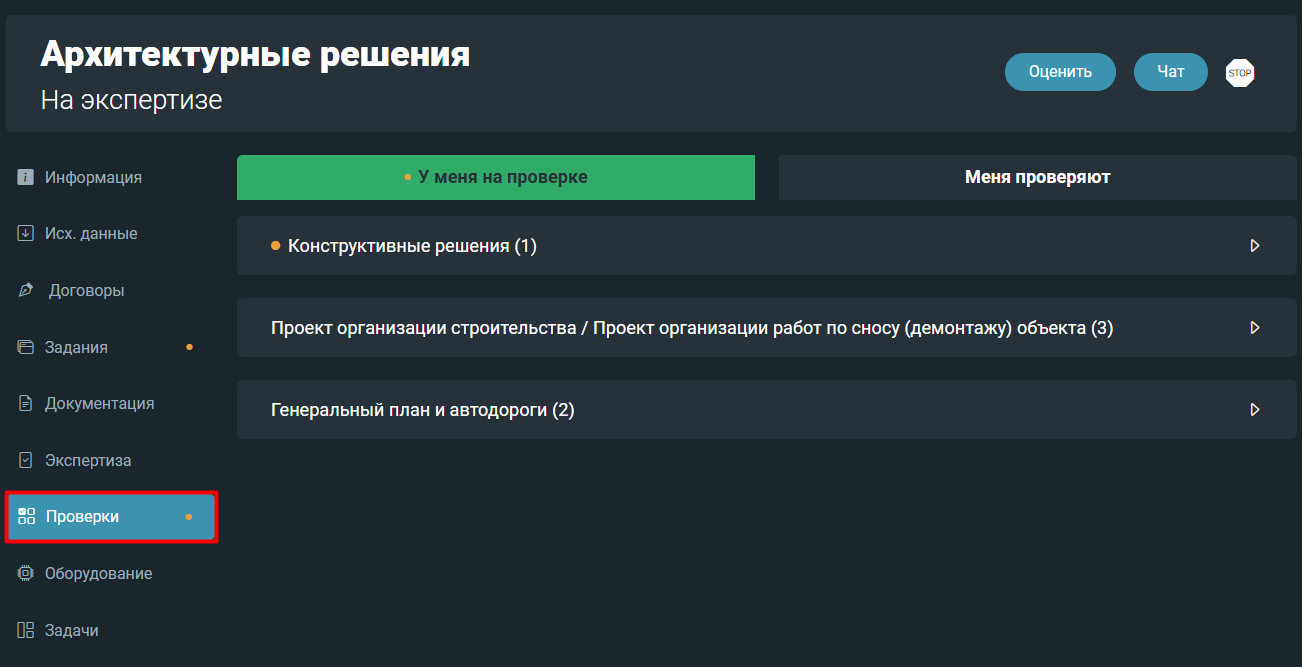 Архитектурные решения
На экспертизе
Оценить
Чат
STOP
Информация
Исх. данные
Договоры
Задания
Документация
Экспертиза
Проверки
Оборудование
Задачи
У меня на проверке
Меня проверяют
Конструктивные решения (1)
Проект организации строительства / Проект организации работ по сносу (демонтажу) объекта (3)
Генеральный план и автодороги (2)